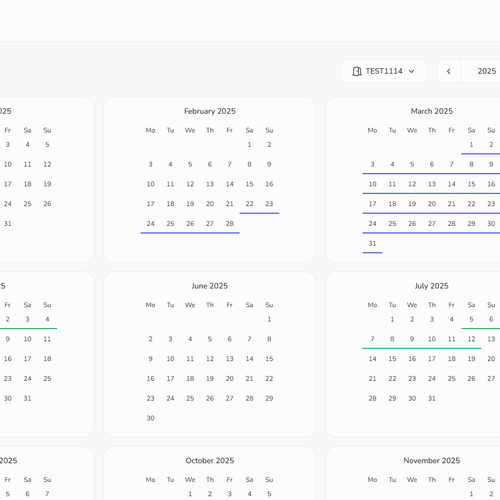 TEST1114
2025
025
February 2025
March 2025
Fr Sa Su
Mo Tu We Th Fr Sa Su
Mo Tu We Th Fr Sa Su
3 4 5
1 2
1 2
10 11 12
3 4 5 6 7 8 9
3 4 5 6 7 8 9
17 18 19
10 11 12 13 14 15 16
10 11 12 13 14 15 16
24 25 26
17 18 19 20 21 22 23
17 18 19 20 21 22 23
31
24 25 26 27 28
24 25 26 27 28 29 30
31
5
June 2025
July 2025
Fr Sa Su
Mo Tu We Th Fr Sa Su
Mo Tu We Th Fr Sa Su
2 3 4
1
1 2 3 4 5 6
9 10 11
2 3 4 5 6 7 8
7 8 9 10 11 12 13
16 17 18
9 10 11 12 13 14 15
14 15 16 17 18 19 20
23 24 25
16 17 18 19 20 21 22
21 22 23 24 25 26 27
30 31
23 24 25 26 27 28 29
28 29 30 31
30
2025
October 2025
November 2025
Fr Sa Su
Mo Tu We Th Fr Sa Su
Mo Tu We Th Fr Sa Su
5 6 7
1 2 3 4 5
1 2